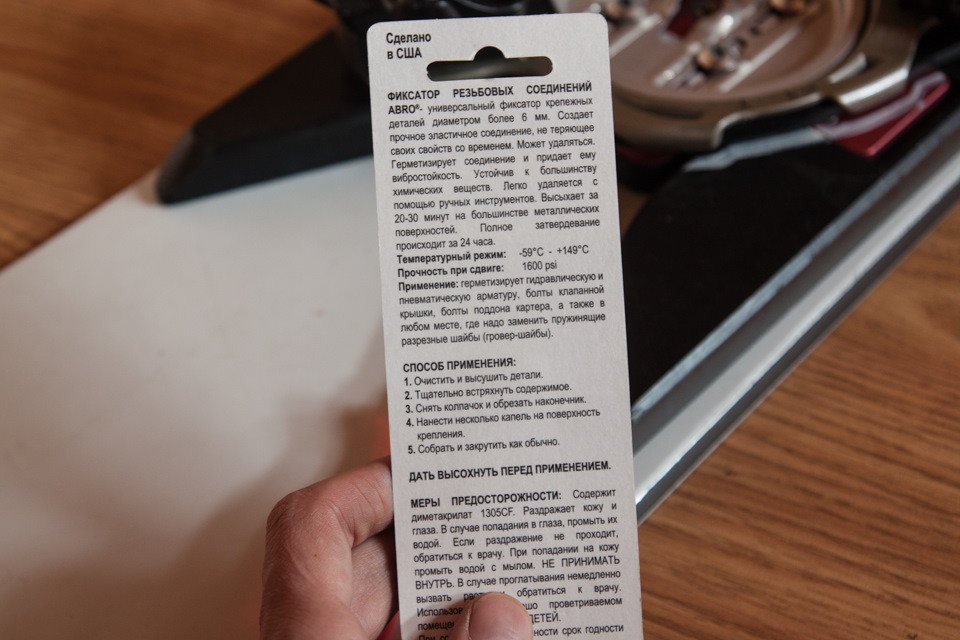 Сделано
в США
ФИКСАТОР РЕЗЬБОВЫХ СОЕДИНЕНИЙ
ABRO®- универсальный фиксатор крепежных
деталей диаметром более 6 мм. Создает
прочное эластичное соединение, не теряющее
своих свойств со временем. Может удаляться.
Герметизирует соединение и придает ему
вибростойкость. Устойчив к большинству
химических веществ. Легко удаляется с
помощью ручных инструментов. Высыхает за
20-30 минут на большинстве металлических
поверхностей. Полное затвердевание
происходит за 24 часа.
Температурный режим: -59°C - +149°C
Прочность при сдвиге: 1600 psi
Применение: герметизирует гидравлическую и
пневматическую арматуру, болты клапанной
крышки, болты поддона картера, а также в
любом месте, где надо заменить пружинящие
разрезные шайбы (гровер-шайбы).
СПОСОБ ПРИМЕНЕНИЯ:
1. Очистить и высушить детали.
2. Тщательно встряхнуть содержимое.
3. Снять колпачок и обрезать наконечник.
4. Нанести несколько капель на поверхность
крепления.
5. Собрать и закрутить как обычно.
ДАТЬ ВЫСОХНУТЬ ПЕРЕД ПРИМЕНЕНИЕМ.
МЕРЫ ПРЕДОСТОРОЖНОСТИ: Содержит
диметакрилат 1305CF. Раздражает кожу и
глаза. В случае попадания в глаза, промыть их
водой. Если раздражение не проходит,
обратиться к врачу. При попадании на кожу
промыть водой с мылом. НЕ ПРИНИМАТЬ
ВНУТРЬ. В случае проглатывания немедленно
вызвать обратиться к врачу.
проветриваемом
ДЕТЕЙ.
срок годности